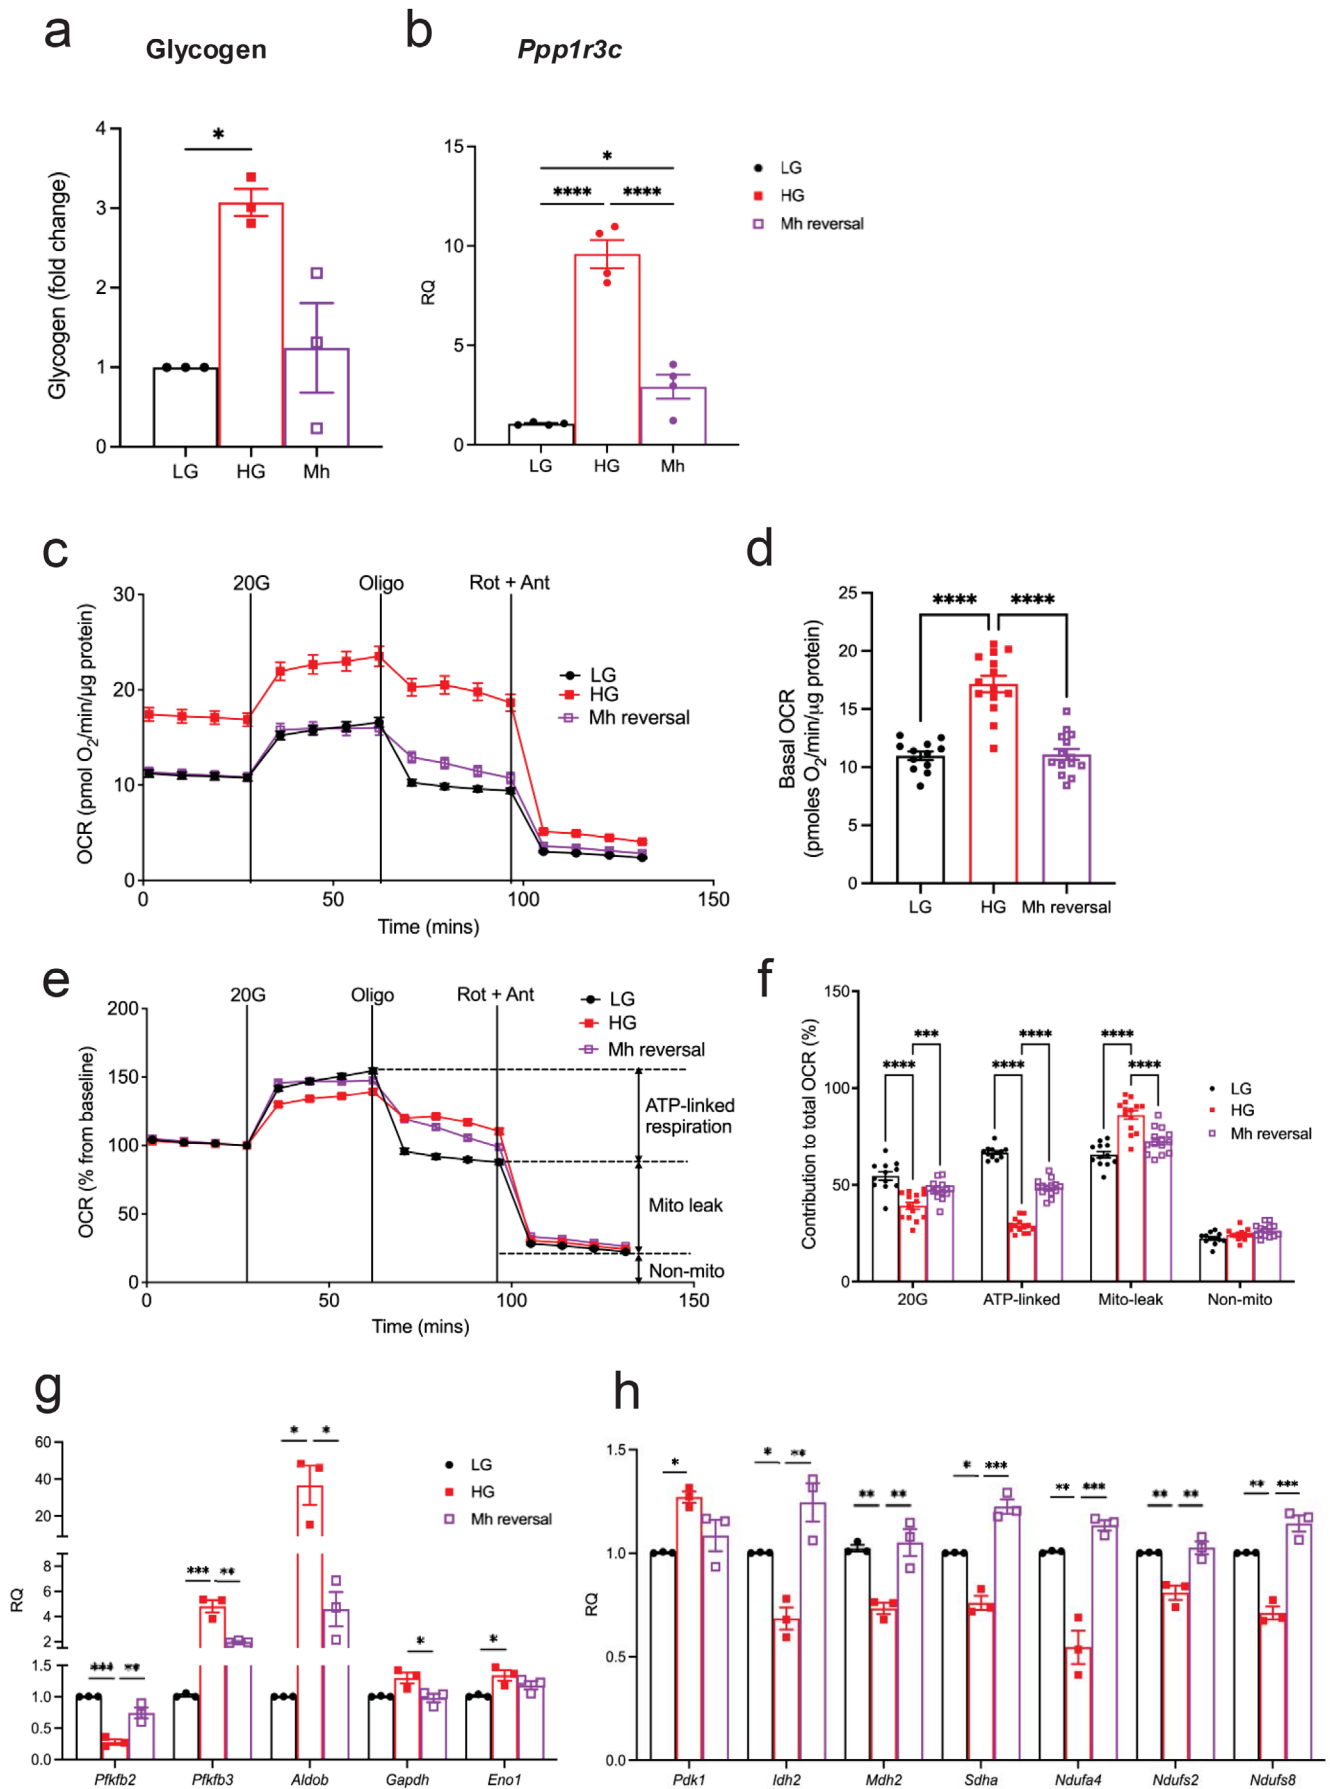 a
Glycogen
b
Ppp1r3c
Glycogen (fold change)
4
3
2
1
0
*
LG
HG
Mh
RQ
15
10
5
0
*
**** ****
LG
HG
Mh
LG
HG
Mh reversal
c
OCR (pmol O2/min/µg protein)
30
20
10
0
20G
Oligo
Rot + Ant
LG
HG
Mh reversal
0
50
100
150
Time (mins)
d
Basal OCR
(pmoles O2/min/µg protein)
25
20
15
10
5
0
**** ****
LG
HG
Mh reversal
e
OCR (% from baseline)
200
150
100
50
0
20G
Oligo
Rot + Ant
LG
HG
Mh reversal
ATP-linked
respiration
Mito leak
Non-mito
0
50
100
150
Time (mins)
f
Contribution to total OCR (%)
150
100
50
0
*** **** ****
**** **** ****
LG
HG
Mh reversal
20G
ATP-linked
Mito-leak
Non-mito
g
RQ
60
40
20
8
6
4
2
1.5
1.0
0.5
0.0
* *
*** **
*** **
*
*
LG
HG
Mh reversal
Pfkfb2
Pfkfb3
Aldob
Gapdh
Eno1
h
RQ
1.5
1.0
0.5
0.0
*
* **
** **
* ***
** ***
** **
** ***
Pdk1
Idh2
Mdh2
Sdha
Ndufa4
Ndufs2
Ndufs8